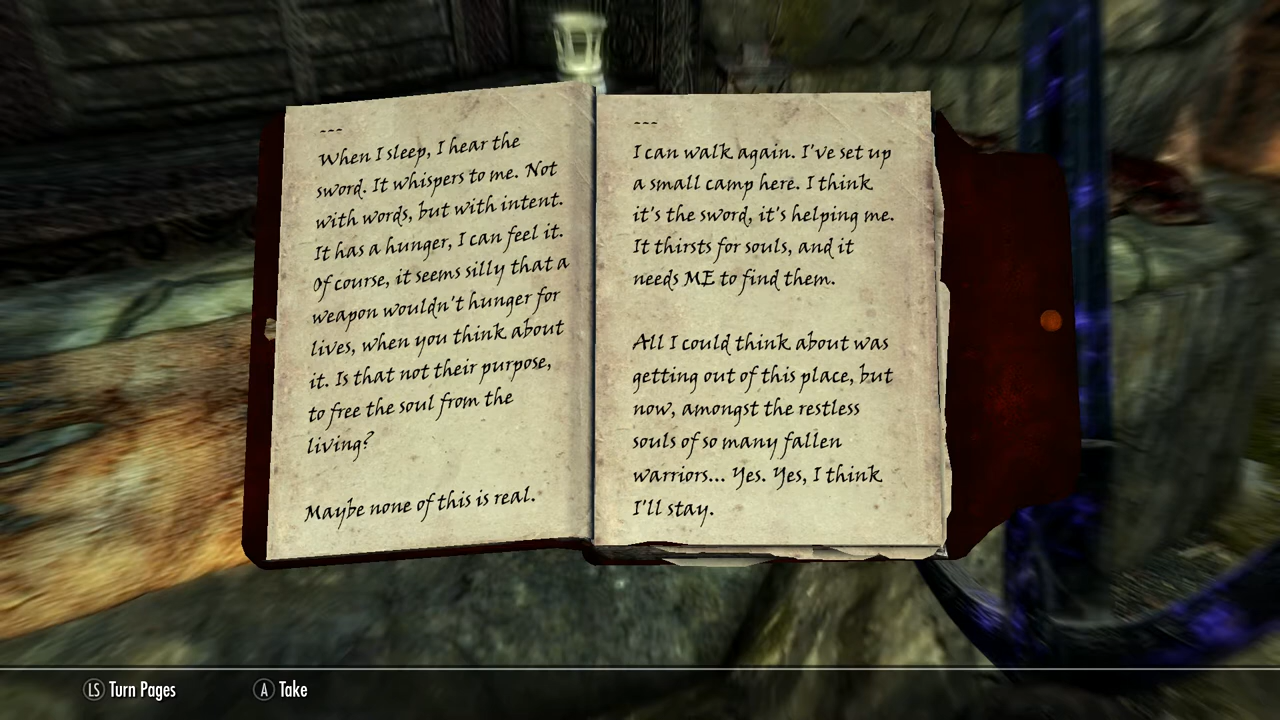 ---
When I sleep, I hear the
sword. It whispers to me. Not
with words, but with intent.
It has a hunger, I can feel it.
Of course, it seems silly that a
weapon wouldn't hunger for
lives, when you think about
it. Is that not their purpose,
to free the soul from the
living?
Maybe none of this is real.
---
I can walk again. I've set up
a small camp here. I think
it's the sword, it's helping me.
It thirsts for souls, and it
needs ME to find them.
All I could think about was
getting out of this place, but
now, amongst the restless
souls of so many fallen
warriors... Yes. Yes, I think
I'll stay.
LS Turn Pages
A Take